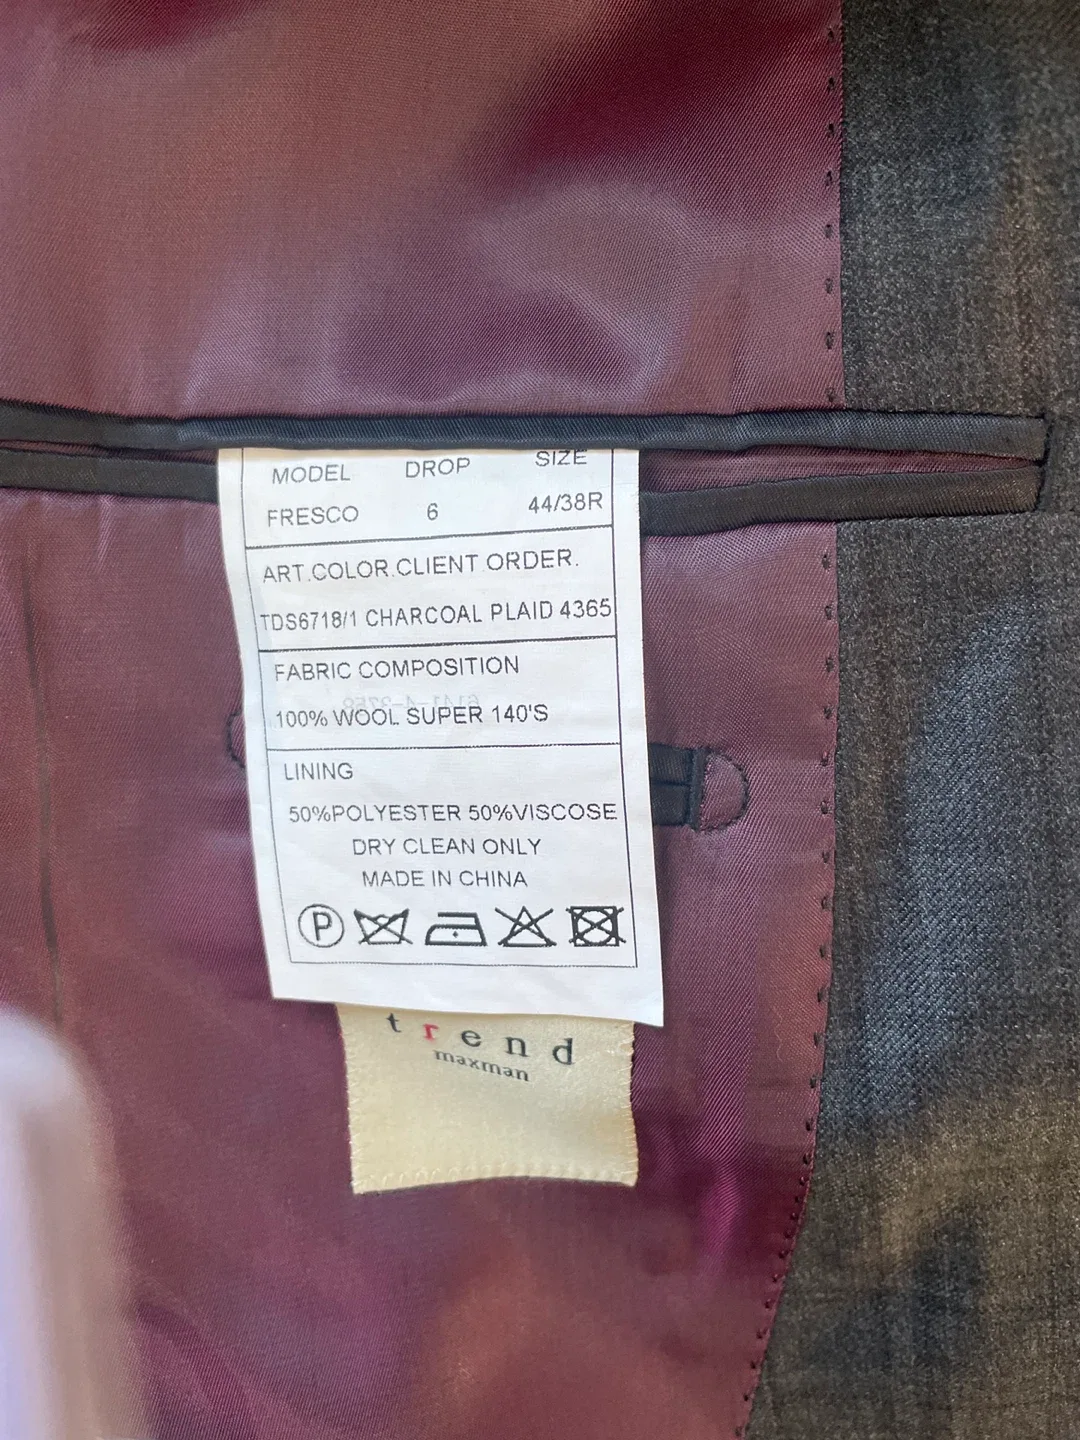 MODEL DROP SIZE
FRESCO 6 44/38R
ART.COLOR.CLIENT ORDER.
TDS6718/1 CHARCOAL PLAID 4365
FABRIC COMPOSITION
100% WOOL SUPER 140'S
LINING
50%POLYESTER 50%VISCOSE
DRY CLEAN ONLY
MADE IN CHINA
P
trend
maxman